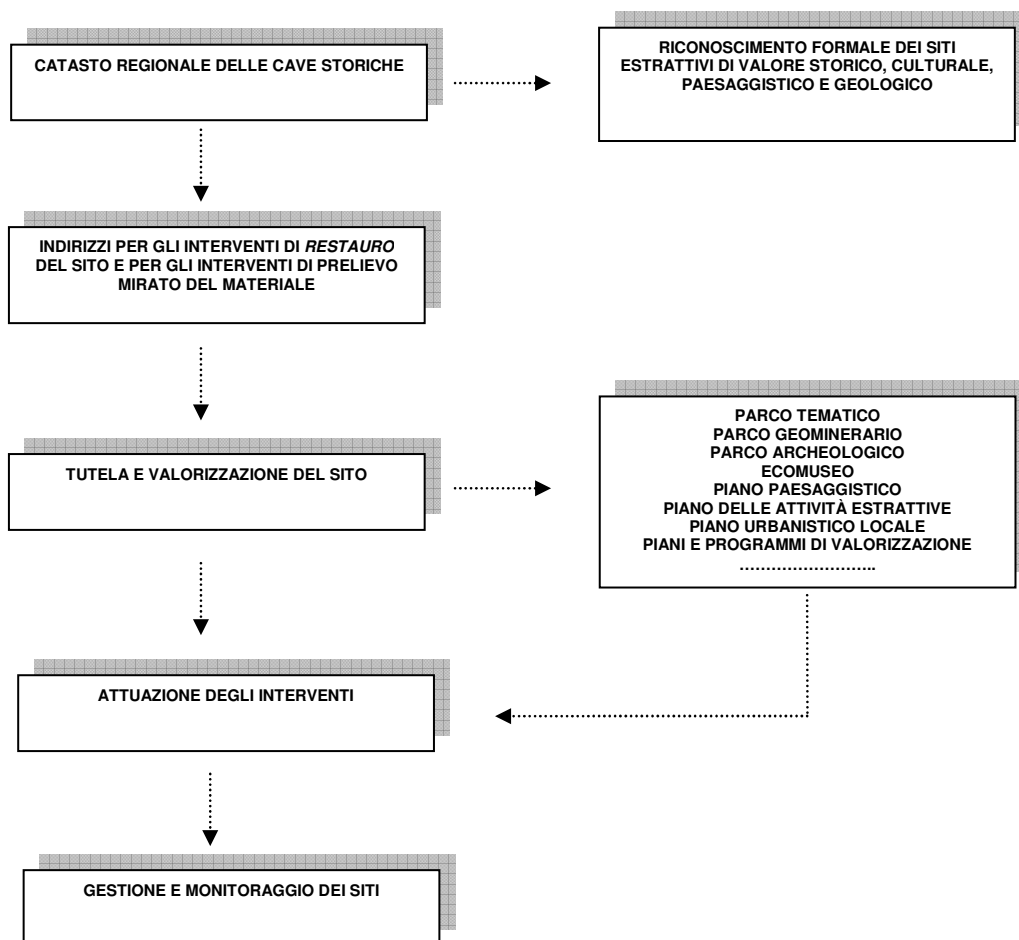 CATASTO REGIONALE DELLE CAVE STORICHE
RICONOSCIMENTO FORMALE DEI SITI
ESTRATTIVI DI VALORE STORICO, CULTURALE,
PAESAGGISTICO E GEOLOGICO
INDIRIZZI PER GLI INTERVENTI DI RESTAURO
DEL SITO E PER GLI INTERVENTI DI PRELIEVO
MIRATO DEL MATERIALE
TUTELA E VALORIZZAZIONE DEL SITO
PARCO TEMATICO
PARCO GEOMINERARIO
PARCO ARCHEOLOGICO
ECOMUSEO
PIANO PAESAGGISTICO
PIANO DELLE ATTIVITÀ ESTRATTIVE
PIANO URBANISTICO LOCALE
PIANI E PROGRAMMI DI VALORIZZAZIONE
……………………..
ATTUAZIONE DEGLI INTERVENTI
GESTIONE E MONITORAGGIO DEI SITI